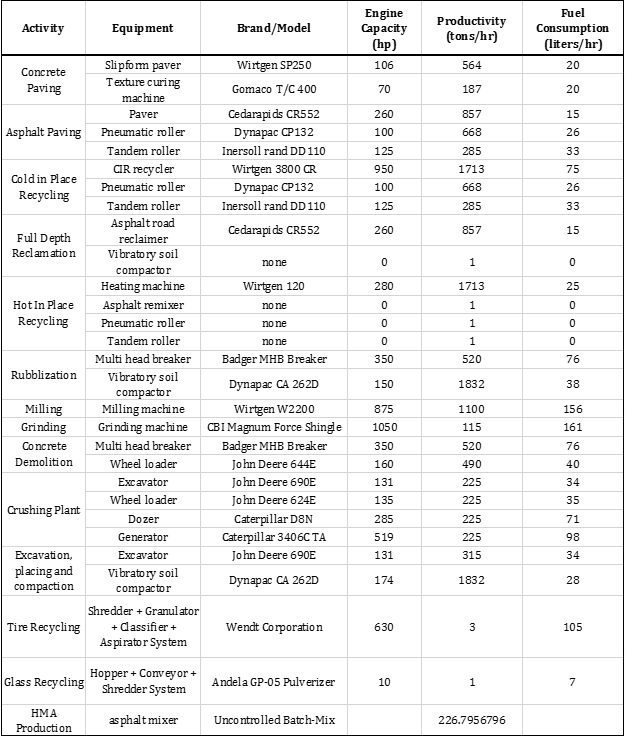 Activity Equipment Brand/Model Engine Capacity (hp) Productivity (tons/hr) Fuel Consumption (liters/hr)
Concrete Paving Slipform paver Wirtgen SP250 106 564 20
Texture curing machine Gomaco T/C 400 70 187 20
Asphalt Paving Paver Cedarapids CR552 260 857 15
Pneumatic roller Dynapac CP132 100 668 26
Tandem roller Inersoll rand DD110 125 285 33
Cold in Place Recycling CIR recycler Wirtgen 3800 CR 950 1713 75
Pneumatic roller Dynapac CP132 100 668 26
Tandem roller Inersoll rand DD110 125 285 33
Full Depth Reclamation Asphalt road reclaimer Cedarapids CR552 260 857 15
Vibratory soil compactor none 0 1 0
Hot In Place Recycling Heating machine Wirtgen 120 280 1713 25
Asphalt remixer none 0 1 0
Pneumatic roller none 0 1 0
Tandem roller none 0 1 0
Rubblization Multi head breaker Badger MHB Breaker 350 520 76
Vibratory soil compactor Dynapac CA 262D 150 1832 38
Milling Milling machine Wirtgen W2200 875 1100 156
Grinding Grinding machine CBI Magnum Force Shingle 1050 115 161
Concrete Demolition Multi head breaker Badger MHB Breaker 350 520 76
Wheel loader John Deere 644E 160 490 40
Crushing Plant Excavator John Deere 690E 131 225 34
Wheel loader John Deere 624E 135 225 35
Dozer Caterpillar D8N 285 225 71
Generator Caterpillar 3406C TA 519 225 98
Excavation, placing and compaction Excavator John Deere 690E 131 315 34
Vibratory soil compactor Dynapac CA 262D 174 1832 28
Tire Recycling Shredder + Granulator + Classifier + Aspirator System Wendt Corporation 630 3 105
Glass Recycling Hopper + Conveyor + Shredder System Andela GP-05 Pulverizer 10 1 7
HMA Production asphalt mixer Uncontrolled Batch-Mix 226.7956796